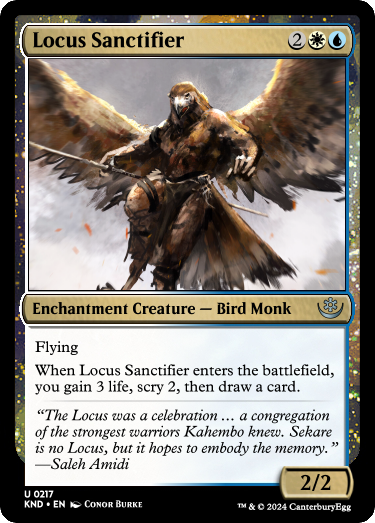 Locus Sanctifier 2
Enchantment Creature — Bird Monk
Flying
When Locus Sanctifier enters the battlefield,
you gain 3 life, scry 2, then draw a card.
“The Locus was a celebration … a congregation
of the strongest warriors Kahembo knew. Sekare
is no Locus, but it hopes to embody the memory.”
—Saleh Amidi
2/2
U 0217
KND • EN Conor Burke
™ & © 2024 CanterburyEgg